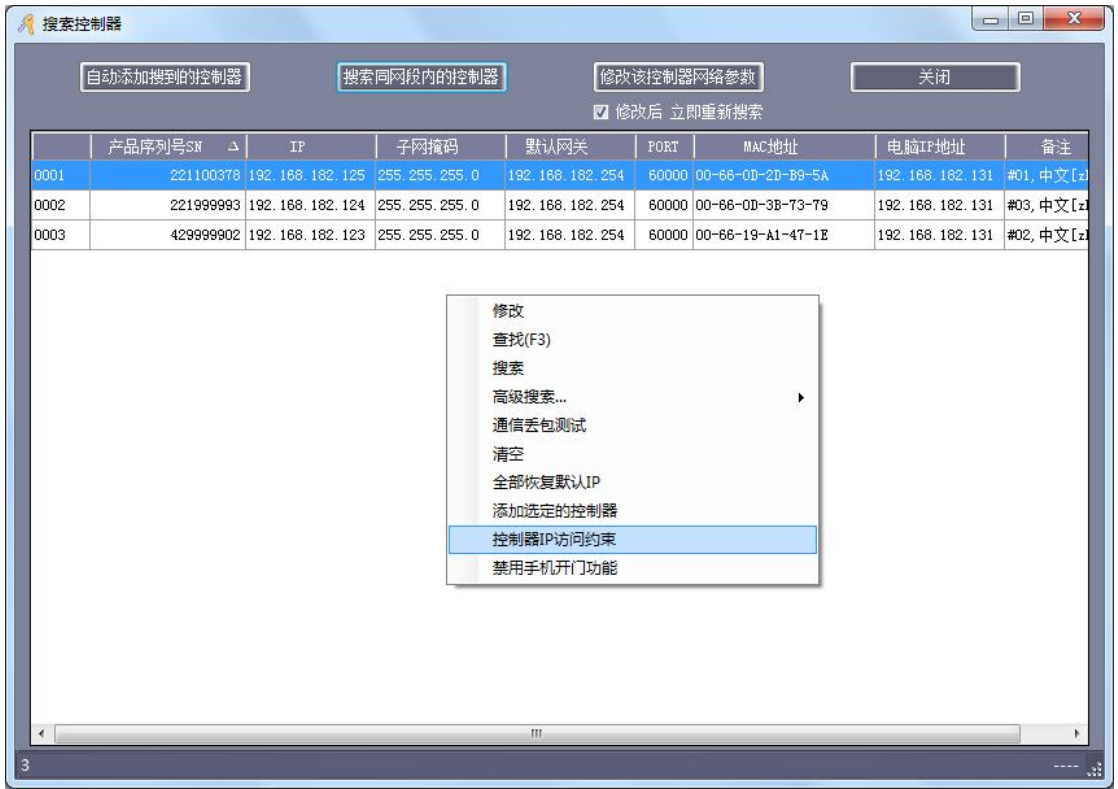 搜索控制器
自动添加搜到的控制器 搜索同网段内的控制器 修改该控制器网络参数 关闭
修改后 立即重新搜索
产品序列号SN IP 子网掩码 默认网关 PORT MAC地址 电脑IP地址 备注
0001 221100378 192.168.182.125 255.255.255.0 192.168.182.254 60000 00-66-0D-2D-B9-5A 192.168.182.131 #01,中文[zh
0002 221999993 192.168.182.124 255.255.255.0 192.168.182.254 60000 00-66-0D-3B-73-79 192.168.182.131 #03,中文[zh
0003 429999902 192.168.182.123 255.255.255.0 192.168.182.254 60000 00-66-19-A1-47-1E 192.168.182.131 #02,中文[zh
修改
查找(F3)
搜索
高级搜索...
通信丢包测试
清空
全部恢复默认IP
添加选定的控制器
控制器IP访问约束
禁用手机开门功能
3 ----